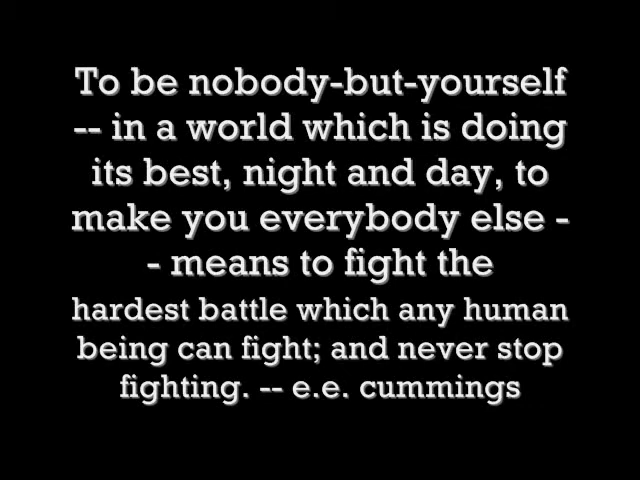 To be nobody-but-yourself
-- in a world which is doing
its best, night and day, to
make you everybody else -
- means to fight the
hardest battle which any human
being can fight; and never stop
fighting. -- e.e. cummings